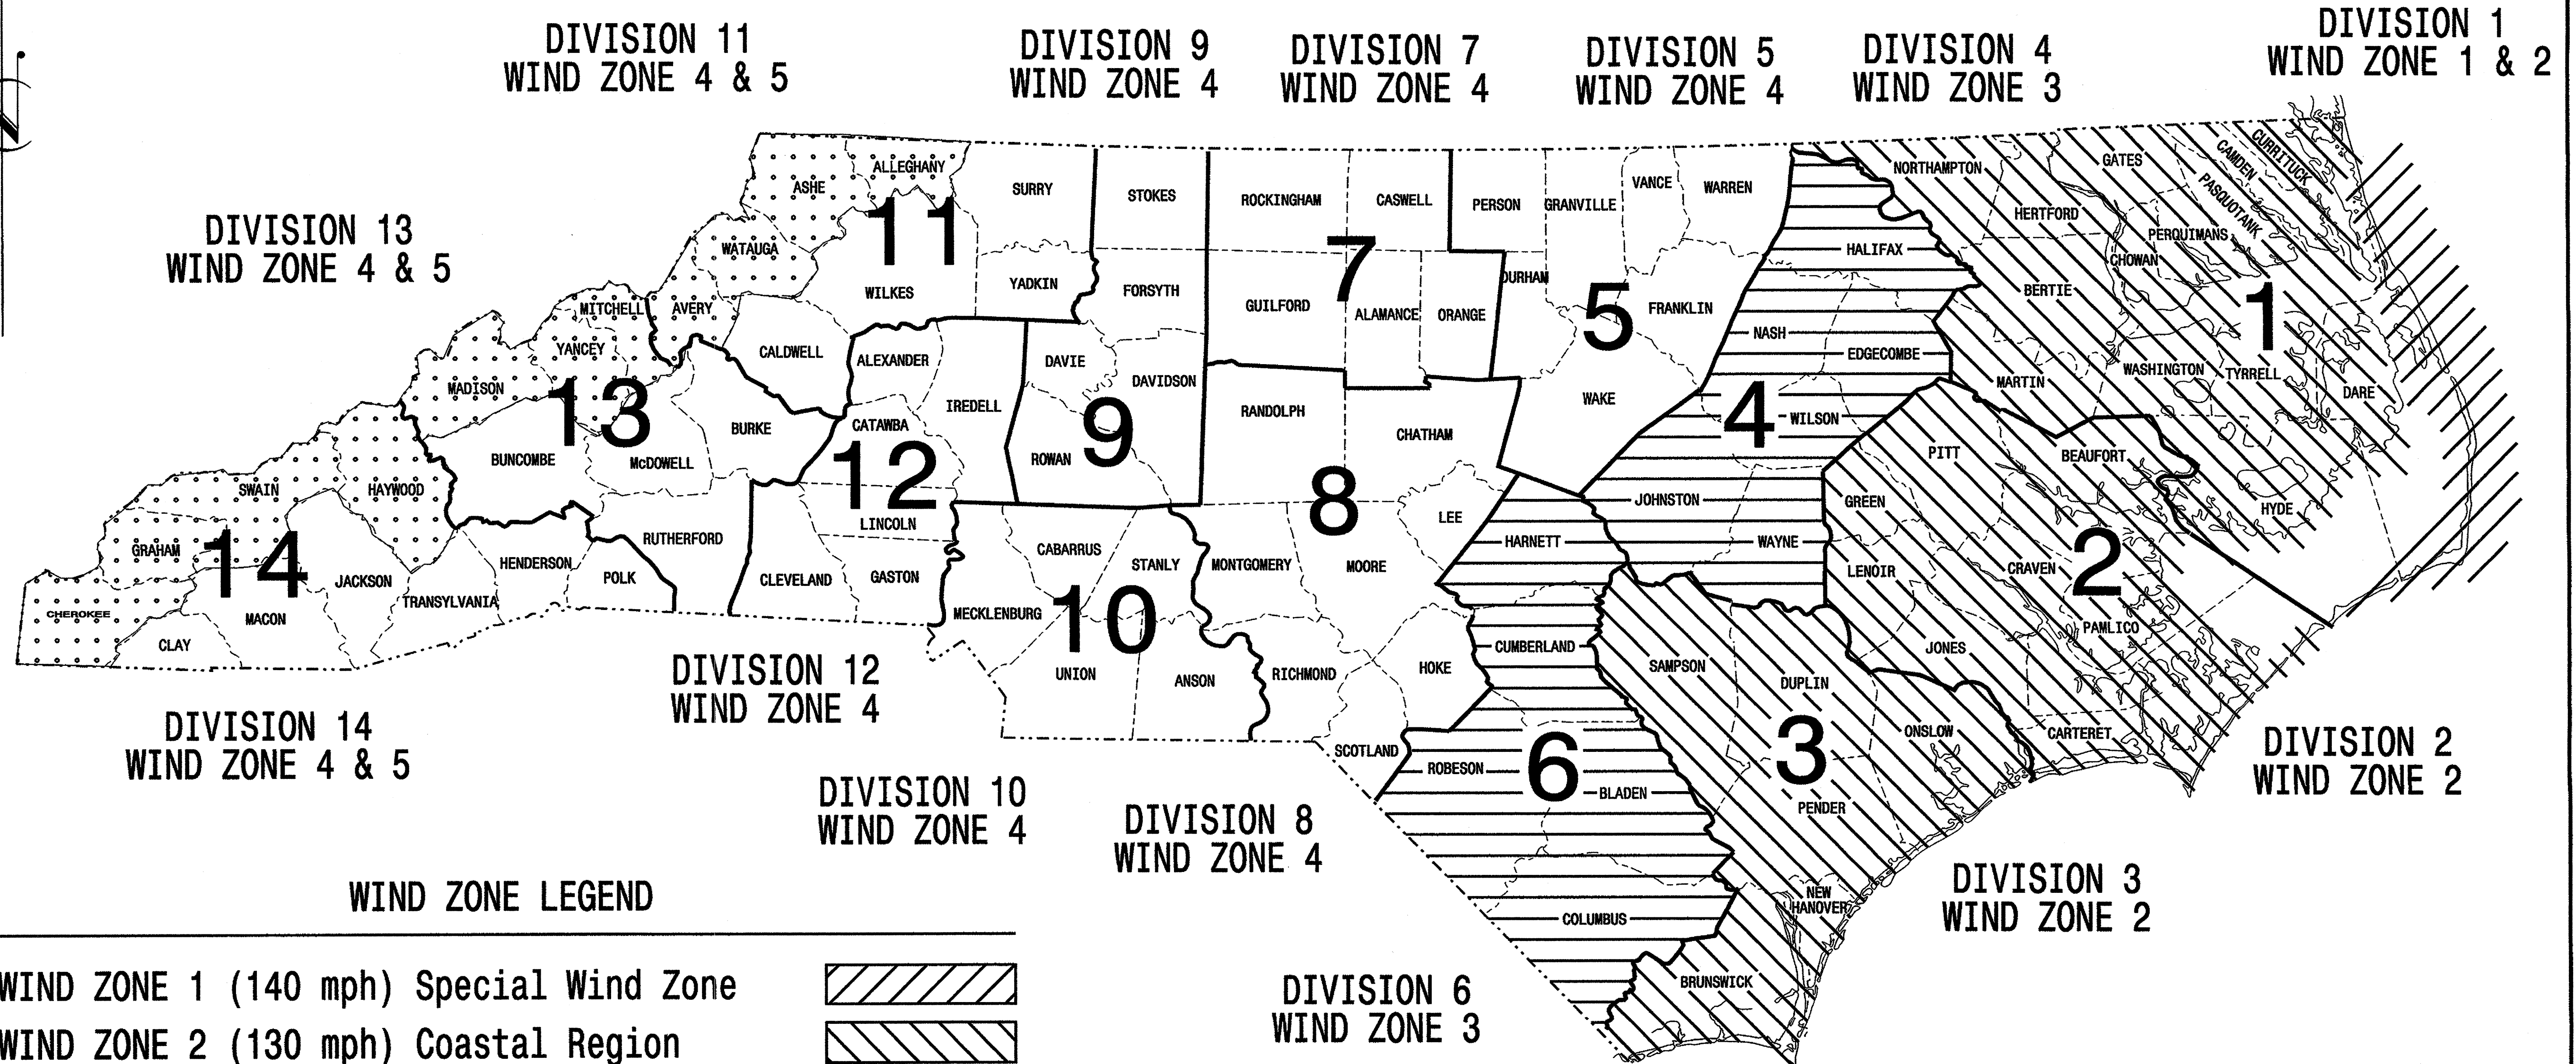 DIVISION 1
WIND ZONE 1 & 2
DIVISION 11
WIND ZONE 4 & 5
DIVISION 9
WIND ZONE 4
DIVISION 7
WIND ZONE 4
DIVISION 5
WIND ZONE 4
DIVISION 4
WIND ZONE 3
DIVISION 13
WIND ZONE 4 & 5
N
ASHE
ALLEGHANY
SURRY
STOKES
ROCKINGHAM
CASWELL
PERSON
GRANVILLE
VANCE
WARREN
NORTHAMPTON
GATES
CAMDEN
CURRITUCK
PASQUOTANK
HERTFORD
PERQUIMANS
CHOWAN
11
WATAUGA
WILKES
YADKIN
FORSYTH
7
GUILFORD
ALAMANCE
ORANGE
DURHAM
5
FRANKLIN
HALIFAX
NASH
EDGECOMBE
BERTIE
1
MITCHELL
AVERY
YANCEY
MADISON
13
CALDWELL
ALEXANDER
DAVIE
DAVIDSON
IREDELL
RANDOLPH
CHATHAM
WAKE
4
WILSON
MARTIN
WASHINGTON
TYRRELL
DARE
BURKE
CATAWBA
12
ROWAN
9
BUNCOMBE
McDOWELL
SWAIN
HAYWOOD
LINCOLN
8
LEE
JOHNSTON
PITT
BEAUFORT
GREEN
HYDE
GRAHAM
14
JACKSON
HENDERSON
RUTHERFORD
POLK
CLEVELAND
GASTON
CABARRUS
STANLY
MONTGOMERY
MOORE
HARNETT
WAYNE
LENOIR
CRAVEN
2
CHEROKEE
MACON
TRANSYLVANIA
CLAY
MECKLENBURG
10
UNION
ANSON
RICHMOND
HOKE
CUMBERLAND
SAMPSON
DUPLIN
JONES
PAMLICO
SCOTLAND
ROBESON
6
BLADEN
3
ONSLOW
CARTERET
PENDER
COLUMBUS
NEW
HANOVER
BRUNSWICK
DIVISION 12
WIND ZONE 4
DIVISION 14
WIND ZONE 4 & 5
DIVISION 2
WIND ZONE 2
DIVISION 10
WIND ZONE 4
DIVISION 8
WIND ZONE 4
DIVISION 3
WIND ZONE 2
DIVISION 6
WIND ZONE 3
WIND ZONE LEGEND
WIND ZONE 1 (140 mph) Special Wind Zone
WIND ZONE 2 (130 mph) Coastal Region